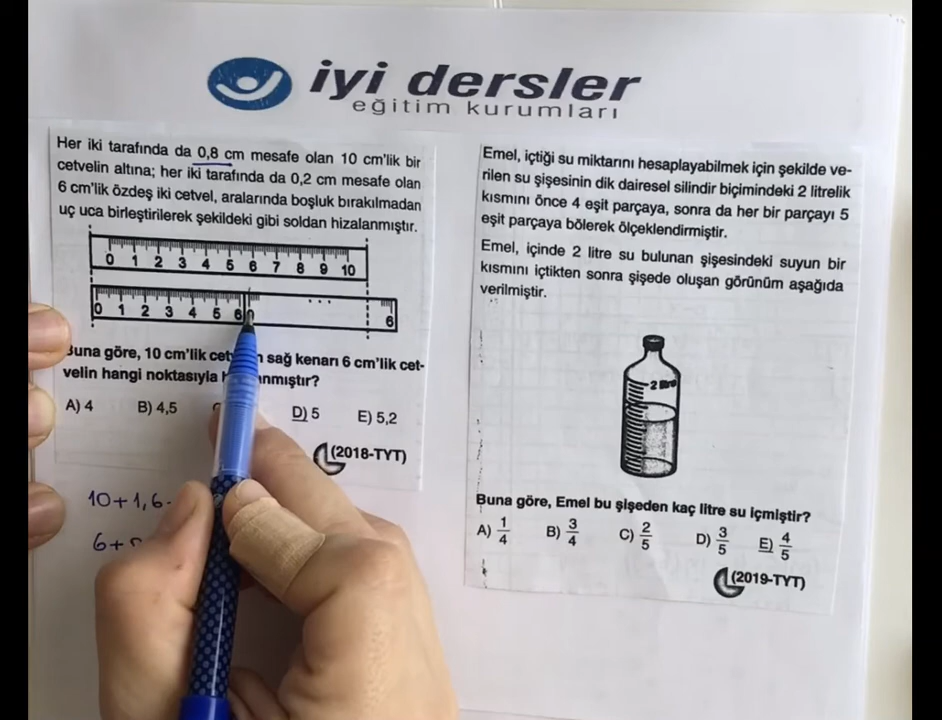 iyi dersler
eğitim kurumları
Her iki tarafında da 0,8 cm mesafe olan 10 cm'lik bir
cetvelin altına; her iki tarafında da 0,2 cm mesafe olan
6 cm'lik özdeş iki cetvel, aralarında boşluk bırakılmadan
uç uca birleştirilerek şekildeki gibi soldan hizalanmıştır.
0 1 2 3 4 5 6 7 8 9 10
0 1 2 3 4 5 6 0 ... 6
Buna göre, 10 cm'lik sağ kenarı 6 cm'lik cet-
velin hangi noktasıyla
A) 4 B) 4,5 D) 5 E) 5,2
(2018-TYT)
10+1,6
6+
Emel, içtiği su miktarını hesaplayabilmek için şekilde ve-
rilen su şişesinin dik dairesel silindir biçimindeki 2 litrelik
kısmını önce 4 eşit parçaya, sonra da her bir parçayı 5
eşit parçaya bölerek ölçeklendirmiştir.
Emel, içinde 2 litre su bulunan şişesindeki suyun bir
kısmını içtikten sonra şişede oluşan görünüm aşağıda
verilmiştir.
2 litre
Buna göre, Emel bu şişeden kaç litre su içmiştir?
A) 1/4 B) 3/4 C) 2/5 D) 3/5 E) 4/5
(2019-TYT)